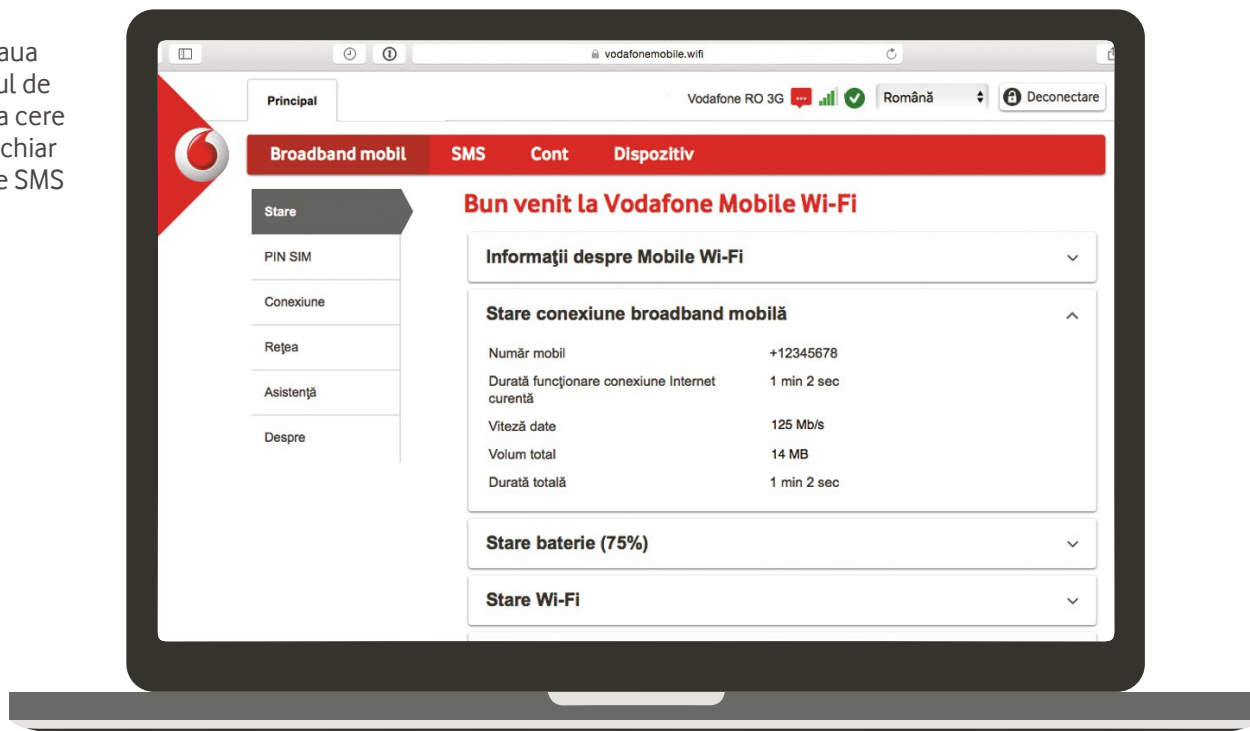 aua
ul de
a cere
chiar
e SMS
vodafonemobile.wifi
Principal
Vodafone RO 3G
Română
Deconectare
Broadband mobil SMS Cont Dispozitiv
Stare
PIN SIM
Conexiune
Reţea
Asistenţă
Despre
Bun venit la Vodafone Mobile Wi-Fi
Informaţii despre Mobile Wi-Fi
Stare conexiune broadband mobilă
Număr mobil +12345678
Durată funcţionare conexiune Internet 1 min 2 sec
curentă
Viteză date 125 Mb/s
Volum total 14 MB
Durată totală 1 min 2 sec
Stare baterie (75%)
Stare Wi-Fi